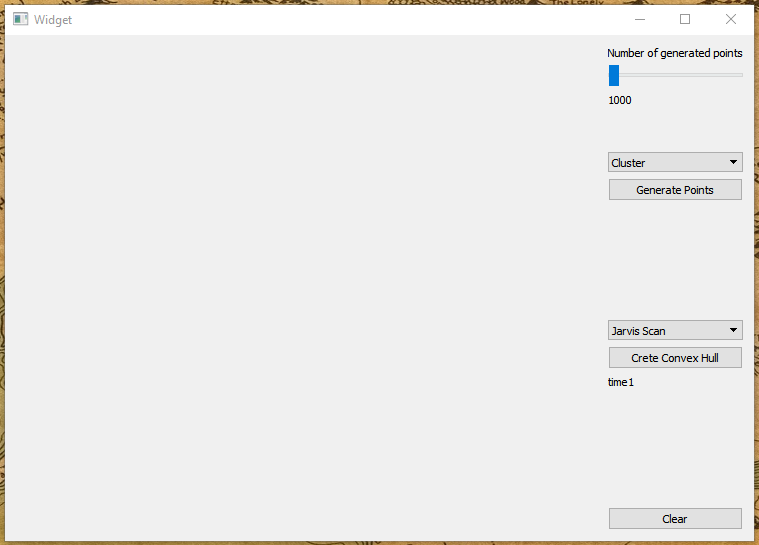 Widget
Number of generated points
1000
Cluster
Generate Points
Jarvis Scan
Crete Convex Hull
time1
Clear